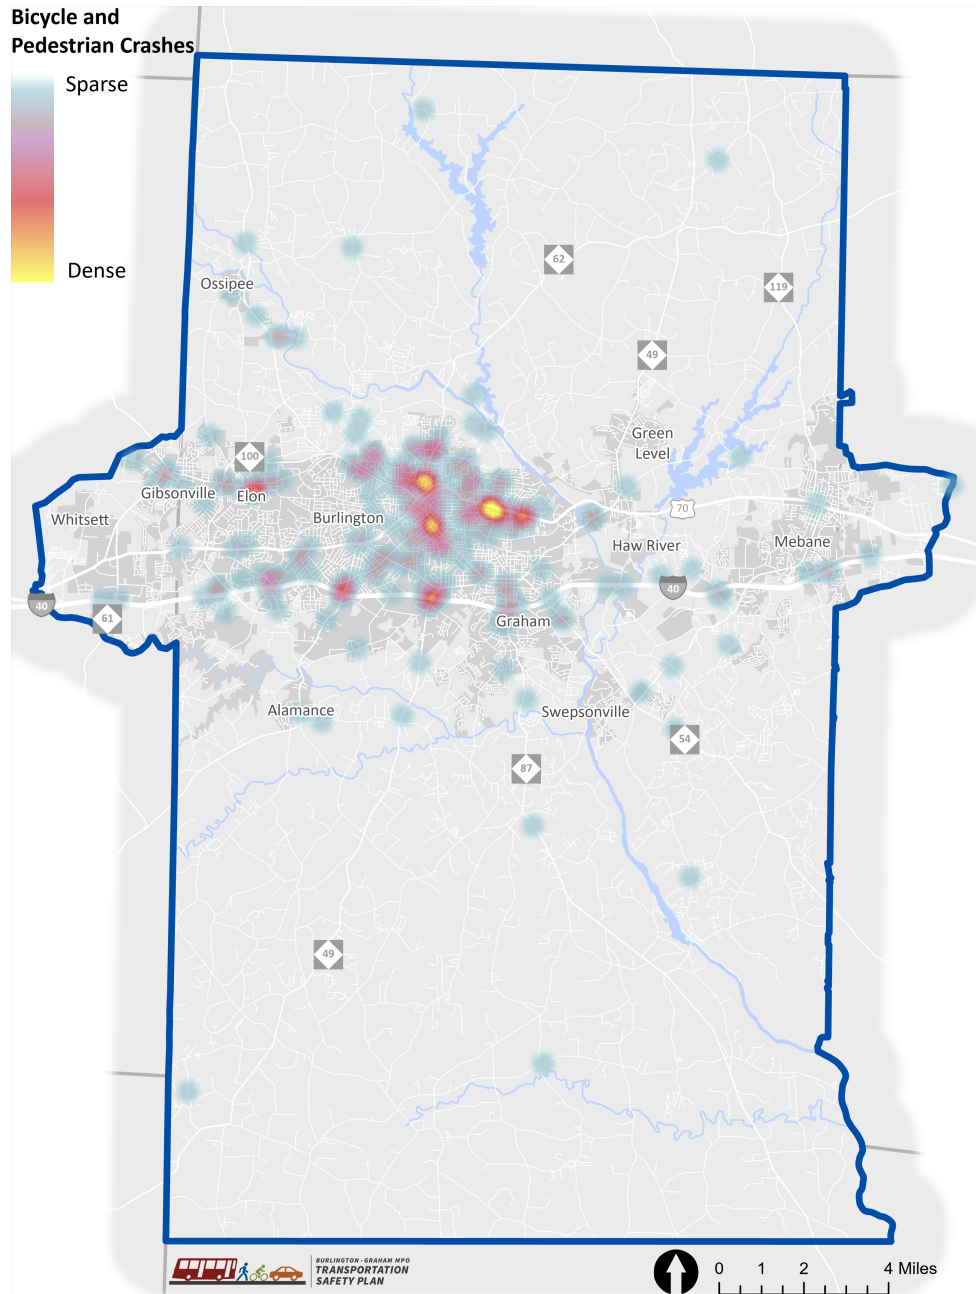 Bicycle and
Pedestrian Crashes
Sparse
Dense
62
Ossipee
119
49
Green
Level
100
Gibsonville
Elon
Whitsett
Burlington
70
Haw River
Mebane
40
40
61
Graham
Alamance
Swepsonville
54
87
49
BURLINGTON - GRAHAM MPO
TRANSPORTATION
SAFETY PLAN
0 1 2 4 Miles